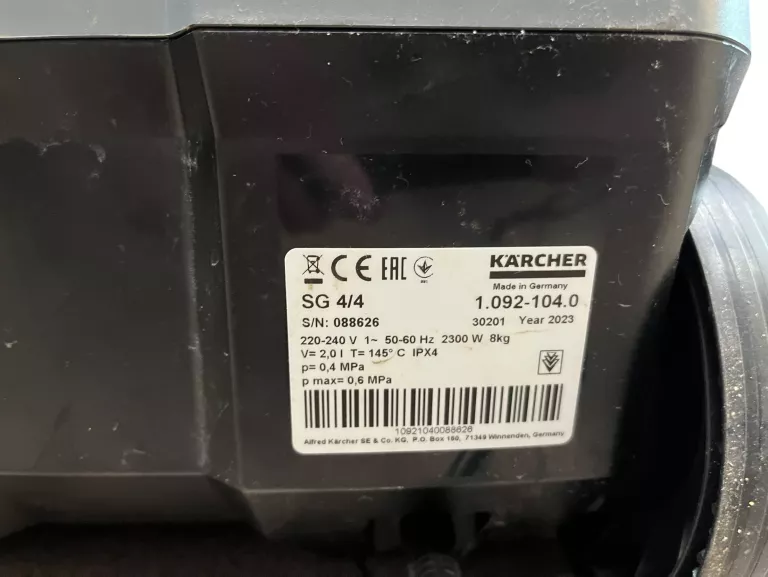 CE EAC
KÄRCHER
Made in Germany
SG 4/4 1.092-104.0
S/N: 088626 30201 Year 2023
220-240 V 1~ 50-60 Hz 2300 W 8kg
V= 2,0 l T= 145° C IPX4
p= 0,4 MPa
p max= 0,6 MPa
10921040088626
Alfred Kärcher SE & Co. KG, P.O. Box 160, 71349 Winnenden, Germany